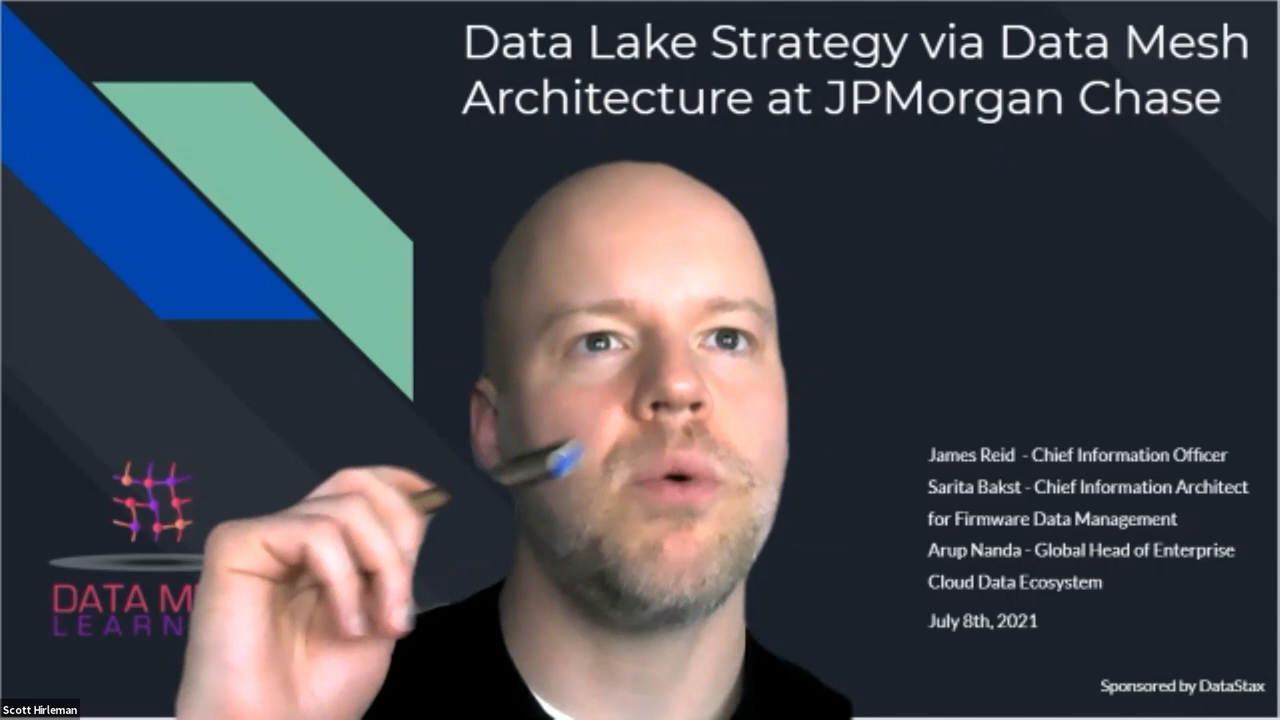 Data Lake Strategy via Data Mesh
Architecture at JPMorgan Chase
James Reid - Chief Information Officer
Sarita Bakst - Chief Information Architect
for Firmware Data Management
Arup Nanda - Global Head of Enterprise
Cloud Data Ecosystem
July 8th, 2021
Sponsored by DataStax
DATA M
LEARN
Scott Hirleman